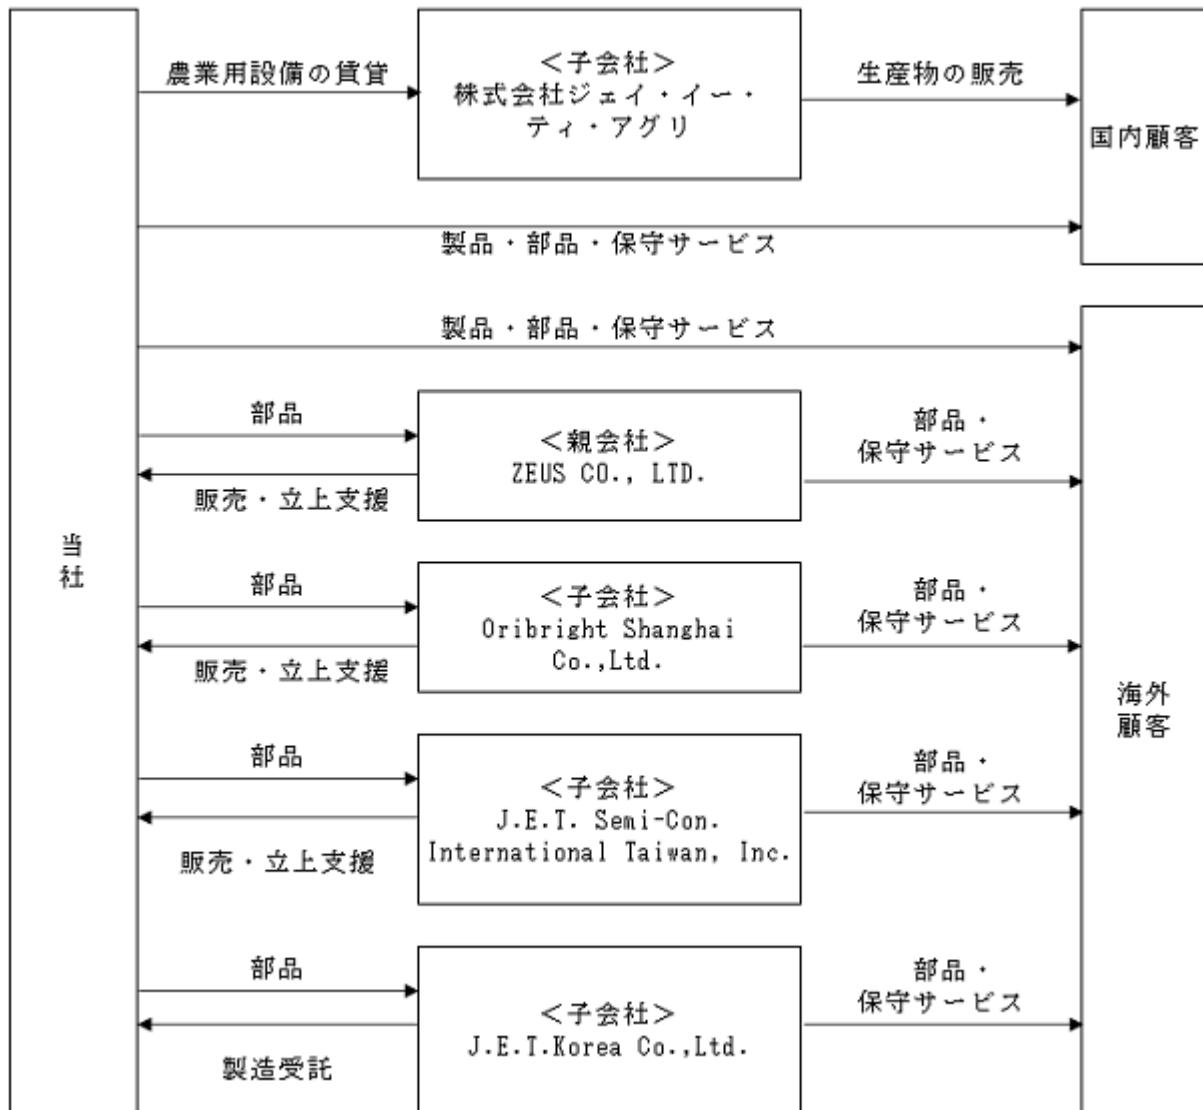 農業用設備の賃貸
＜子会社＞
株式会社ジェイ・イー・
ティ・アグリ
生産物の販売
国内顧客
製品・部品・保守サービス
製品・部品・保守サービス
当
社
部品
＜親会社＞
ZEUS CO., LTD.
部品・
保守サービス
販売・立上支援
部品
＜子会社＞
Oribright Shanghai
Co.,Ltd.
部品・
保守サービス
販売・立上支援
海外
顧客
部品
＜子会社＞
J.E.T. Semi-Con.
International Taiwan, Inc.
部品・
保守サービス
販売・立上支援
部品
＜子会社＞
J.E.T.Korea Co.,Ltd.
部品・
保守サービス
製造受託